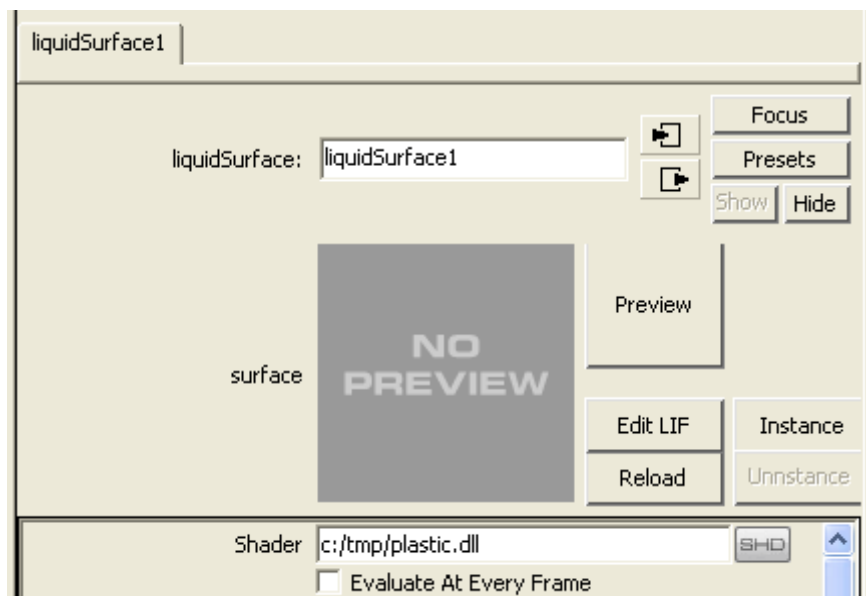 liquidSurface1
Focus
liquidSurface: liquidSurface1
Presets
Show Hide
Preview
NO
PREVIEW
surface
Edit LIF Instance
Reload Unnstance
Shader c:/tmp/plastic.dll SHD
Evaluate At Every Frame